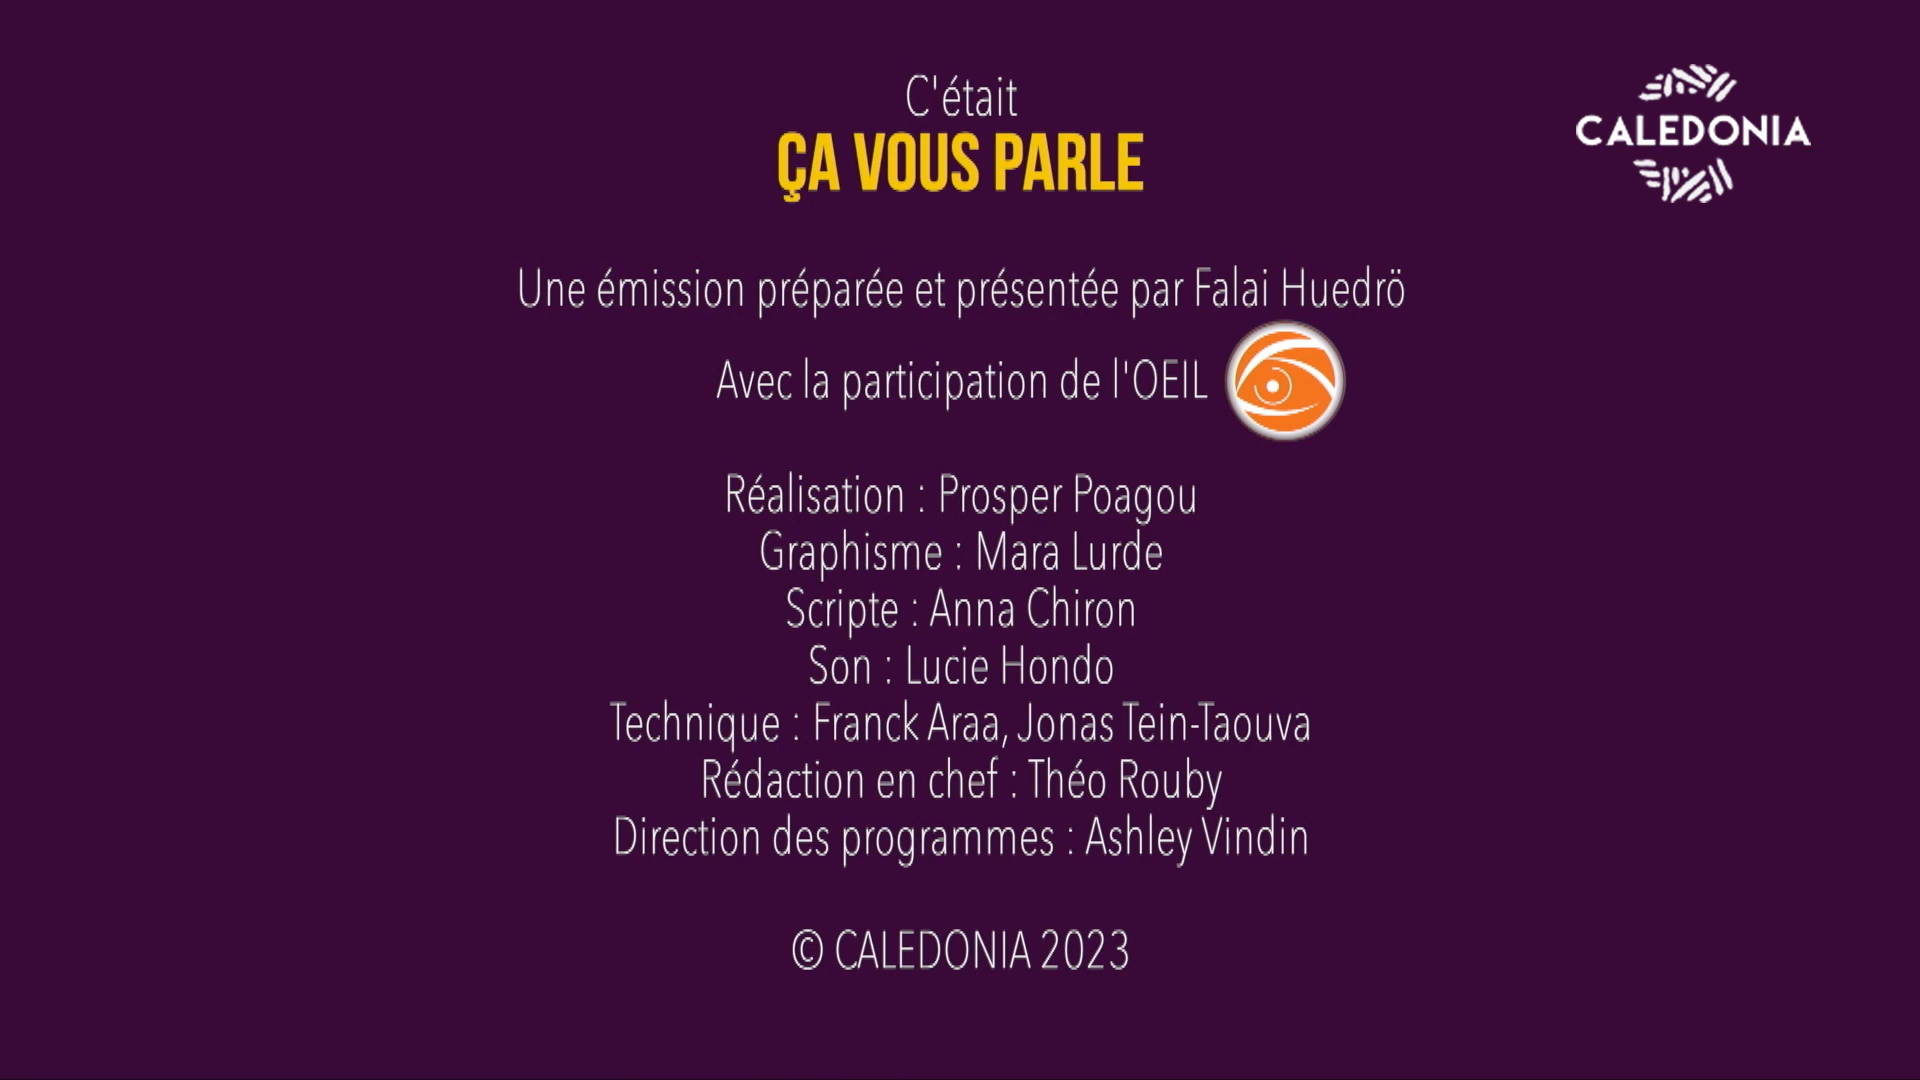 C'était
CALEDONIA
ÇA VOUS PARLE
Une émission préparée et présentée par Falai Huedrö
Avec la participation de l'OEIL
Réalisation : Prosper Poagou
Graphisme : Mara Lurde
Scripte : Anna Chiron
Son : Lucie Hondo
Technique : Franck Araa, Jonas Tein-Taouva
Rédaction en chef : Théo Rouby
Direction des programmes : Ashley Vindin
© CALEDONIA 2023